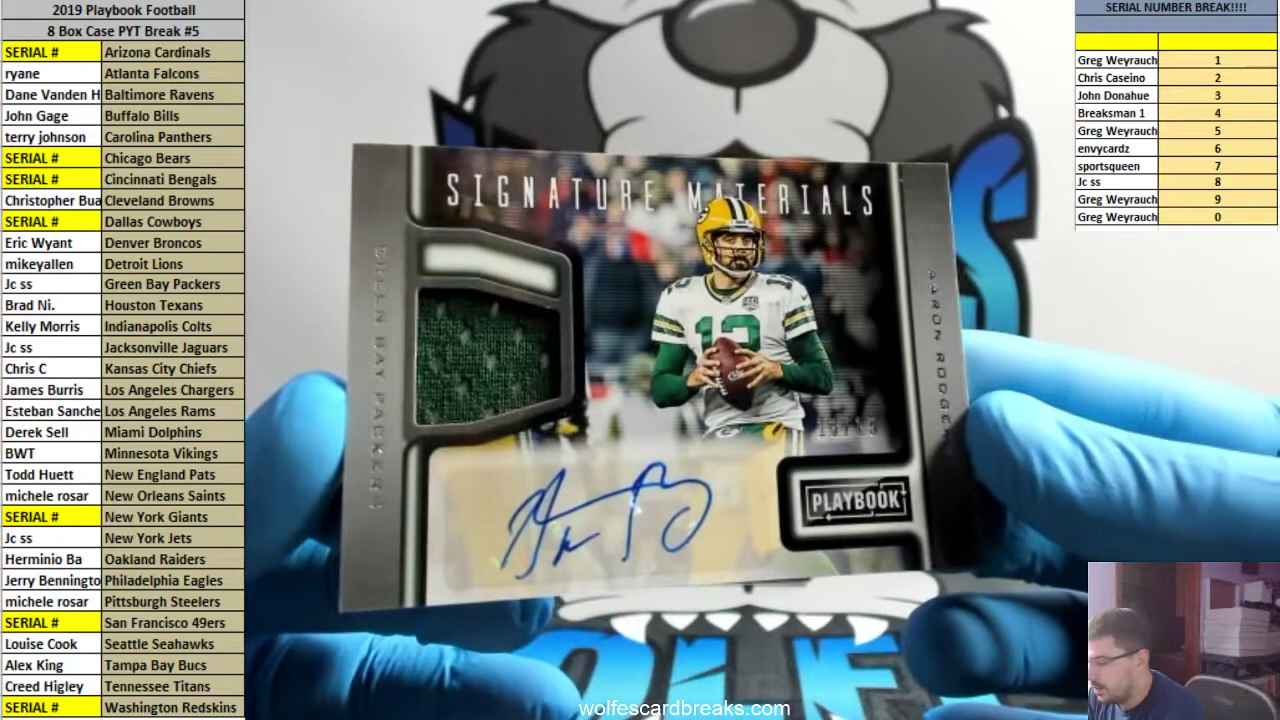 2019 Playbook Football
8 Box Case PYT Break #5
SERIAL # Arizona Cardinals
ryane Atlanta Falcons
Dane Vanden H Baltimore Ravens
John Gage Buffalo Bills
terry johnson Carolina Panthers
SERIAL # Chicago Bears
SERIAL # Cincinnati Bengals
Christopher Bua Cleveland Browns
SERIAL # Dallas Cowboys
Eric Wyant Denver Broncos
mikeyallen Detroit Lions
Jc ss Green Bay Packers
Brad Ni. Houston Texans
Kelly Morris Indianapolis Colts
Jc ss Jacksonville Jaguars
Chris C Kansas City Chiefs
James Burris Los Angeles Chargers
Esteban Sanche Los Angeles Rams
Derek Sell Miami Dolphins
BWT Minnesota Vikings
Todd Huett New England Pats
michele rosar New Orleans Saints
SERIAL # New York Giants
Jc ss New York Jets
Herminio Ba Oakland Raiders
Jerry Benningto Philadelphia Eagles
michele rosar Pittsburgh Steelers
SERIAL # San Francisco 49ers
Louise Cook Seattle Seahawks
Alex King Tampa Bay Bucs
Creed Higley Tennessee Titans
SERIAL # Washington Redskins
SIGNATURE MATERIALS
GREEN BAY PACKERS
12
AARON RODGERS
PLAYBOOK
wolfescardbreaks.com
SERIAL NUMBER BREAK!!!!
Greg Weyrauch 1
Chris Caseino 2
John Donahue 3
Breaksman 1 4
Greg Weyrauch 5
envycardz 6
sportsqueen 7
Jc ss 8
Greg Weyrauch 9
Greg Weyrauch 0